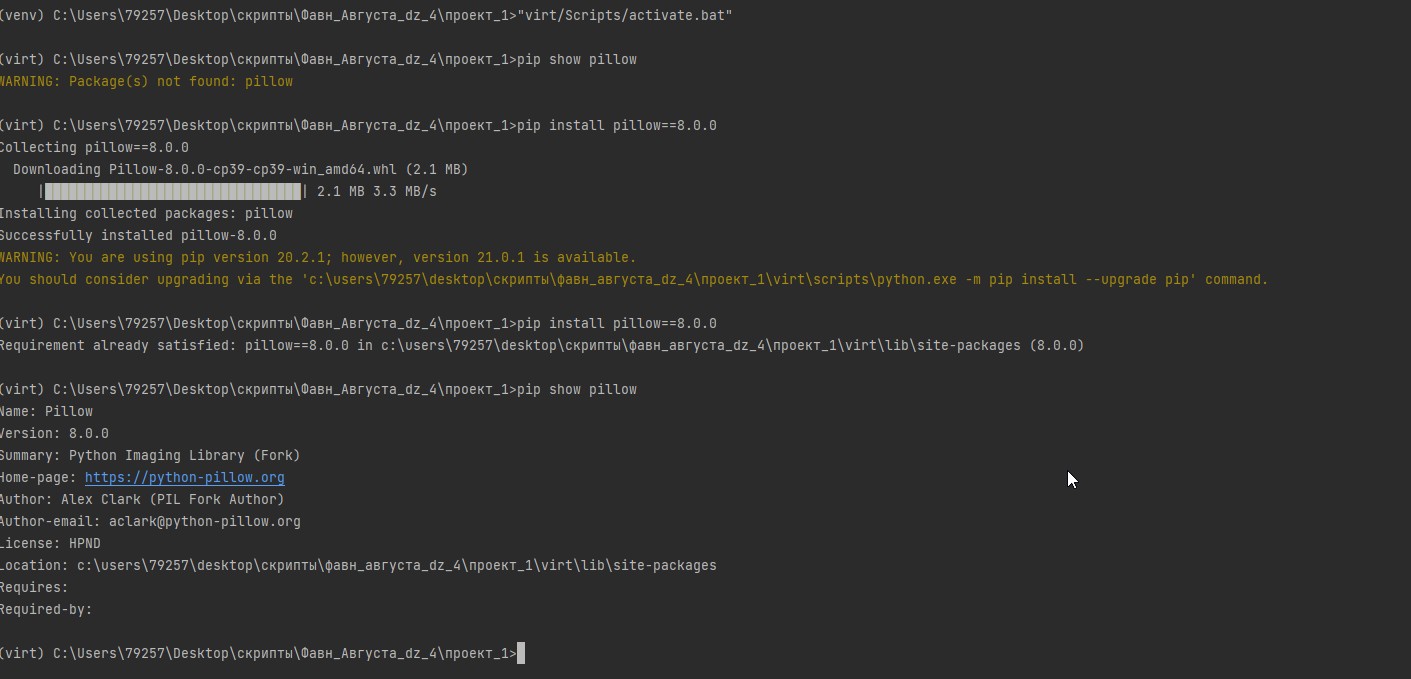 (venv) C:\Users\79257\Desktop\скрипты\Фавн_Августа_dz_4\проект_1>"virt/Scripts/activate.bat"
(virt) C:\Users\79257\Desktop\скрипты\Фавн_Августа_dz_4\проект_1>pip show pillow
WARNING: Package(s) not found: pillow
(virt) C:\Users\79257\Desktop\скрипты\Фавн_Августа_dz_4\проект_1>pip install pillow==8.0.0
Collecting pillow==8.0.0
Downloading Pillow-8.0.0-cp39-cp39-win_amd64.whl (2.1 MB)
|████████████████████████████████| 2.1 MB 3.3 MB/s
Installing collected packages: pillow
Successfully installed pillow-8.0.0
WARNING: You are using pip version 20.2.1; however, version 21.0.1 is available.
You should consider upgrading via the 'c:\users\79257\desktop\скрипты\фавн_августа_dz_4\проект_1\virt\scripts\python.exe -m pip install --upgrade pip' command.
(virt) C:\Users\79257\Desktop\скрипты\Фавн_Августа_dz_4\проект_1>pip install pillow==8.0.0
Requirement already satisfied: pillow==8.0.0 in c:\users\79257\desktop\скрипты\фавн_августа_dz_4\проект_1\virt\lib\site-packages (8.0.0)
(virt) C:\Users\79257\Desktop\скрипты\Фавн_Августа_dz_4\проект_1>pip show pillow
Name: Pillow
Version: 8.0.0
Summary: Python Imaging Library (Fork)
Home-page: https://python-pillow.org
Author: Alex Clark (PIL Fork Author)
Author-email: aclark@python-pillow.org
License: HPND
Location: c:\users\79257\desktop\скрипты\фавн_августа_dz_4\проект_1\virt\lib\site-packages
Requires:
Required-by:
(virt) C:\Users\79257\Desktop\скрипты\Фавн_Августа_dz_4\проект_1>